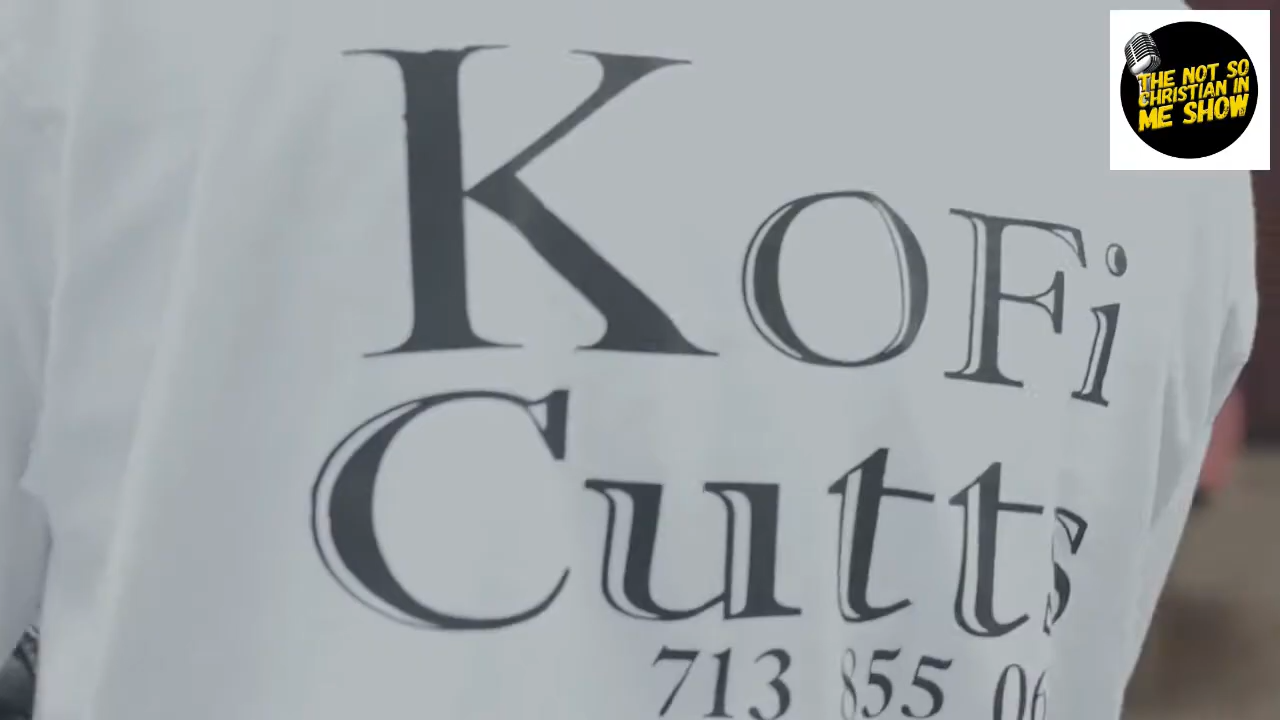 KoFi
Cutts
713 855 06
THE NOT SO
CHRISTIAN IN
ME SHOW